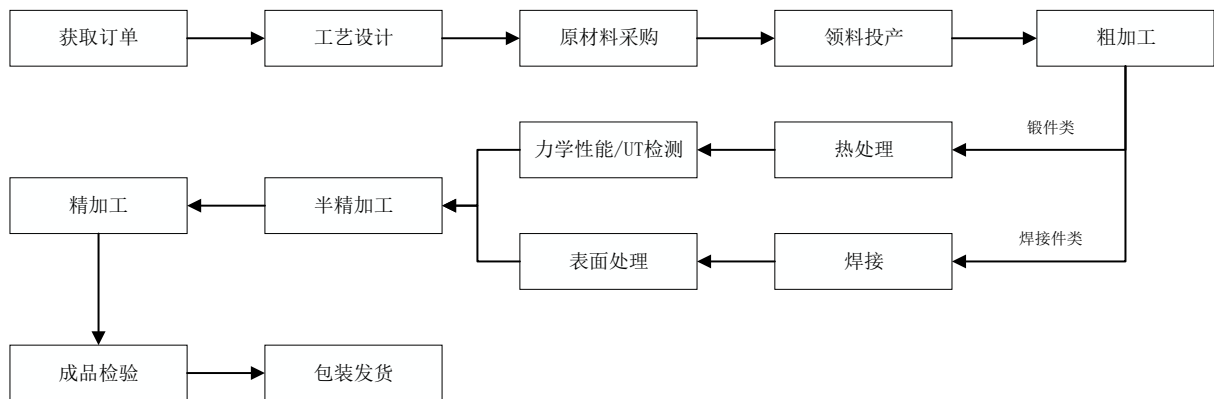 获取订单
工艺设计
原材料采购
领料投产
粗加工
锻件类
力学性能/UT检测
热处理
精加工
半精加工
焊接件类
表面处理
焊接
成品检验
包装发货